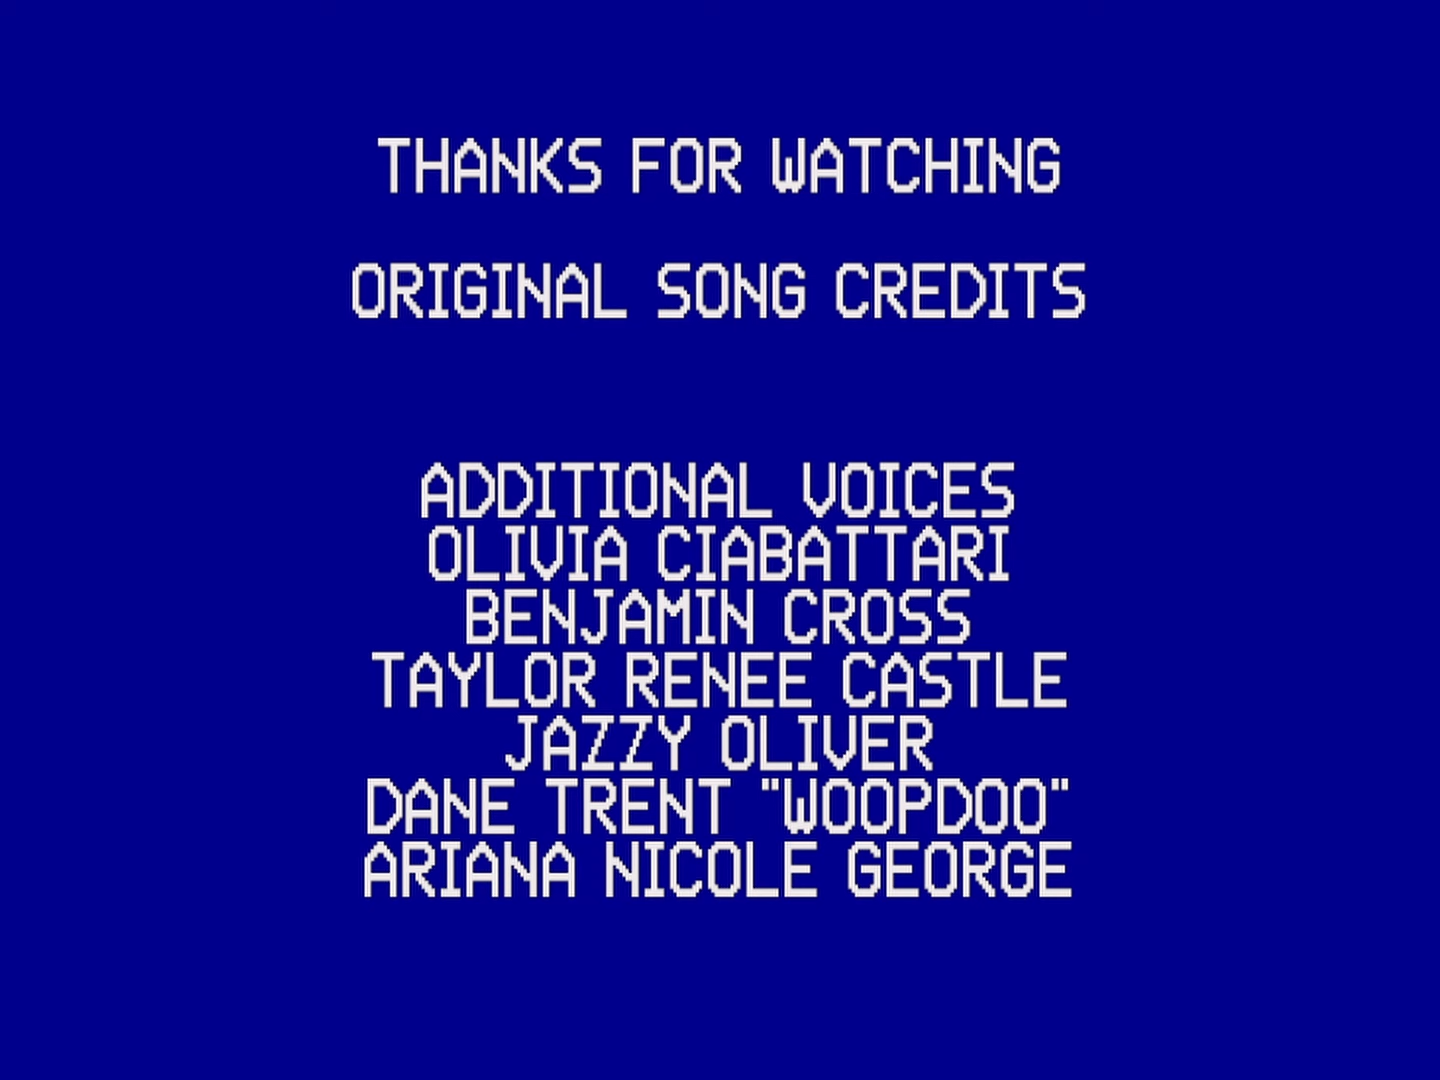 THANKS FOR WATCHING
ORIGINAL SONG CREDITS
ADDITIONAL VOICES
OLIVIA CIABATTARI
BENJAMIN CROSS
TAYLOR RENEE CASTLE
JAZZY OLIVER
DANE TRENT "WOOPDOO"
ARIANA NICOLE GEORGE